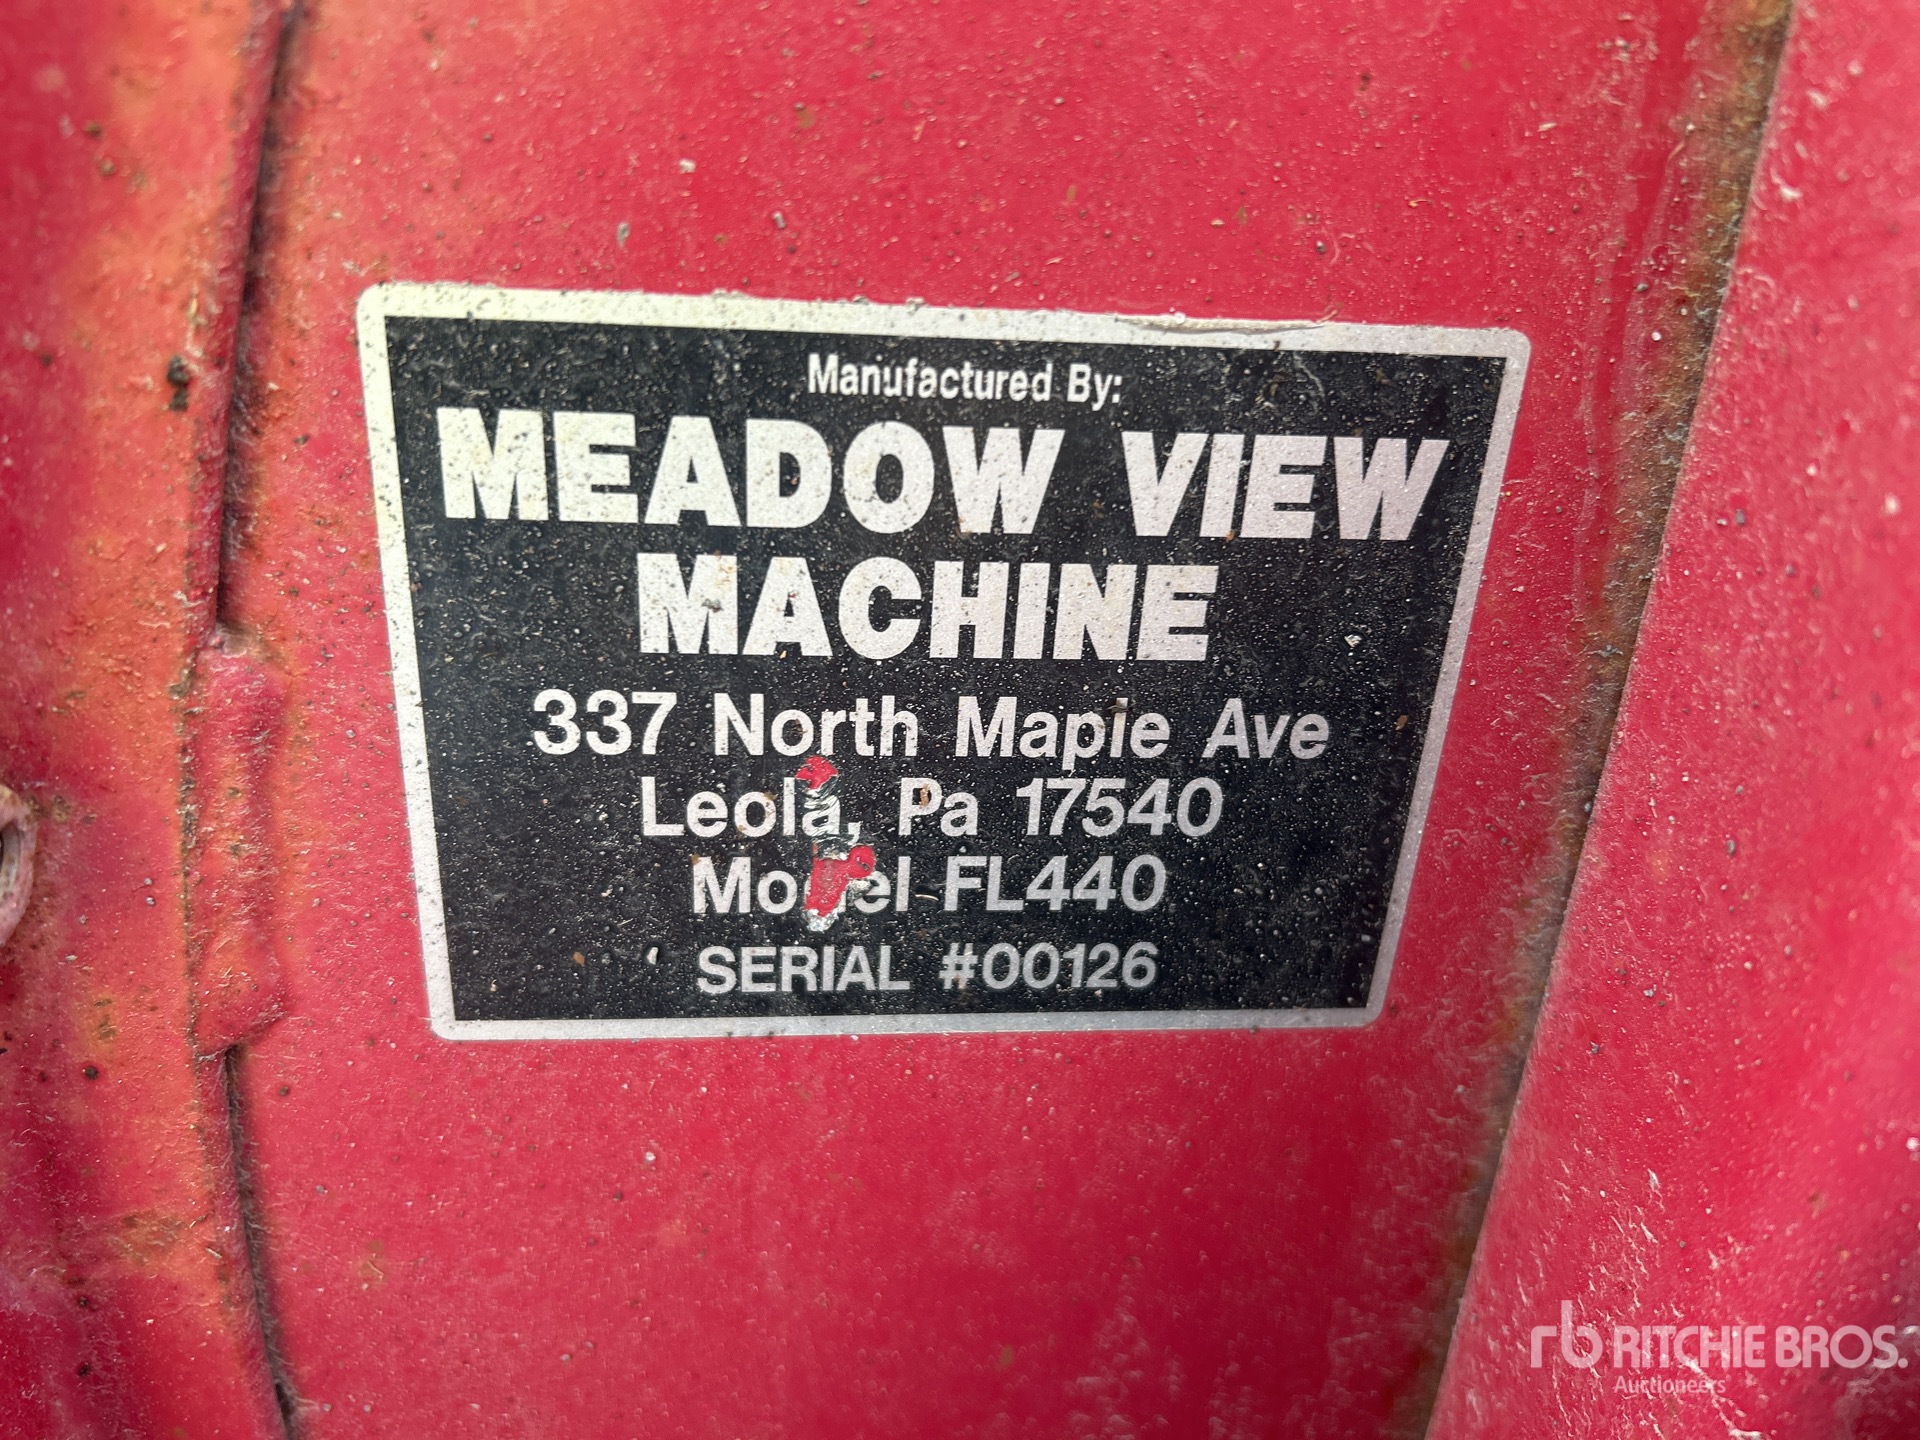 Manufactured By:
MEADOW VIEW
MACHINE
337 North Maple Ave
Leola, Pa 17540
Model FL440
SERIAL #00126
rb RITCHIE BROS.
Auctioneers